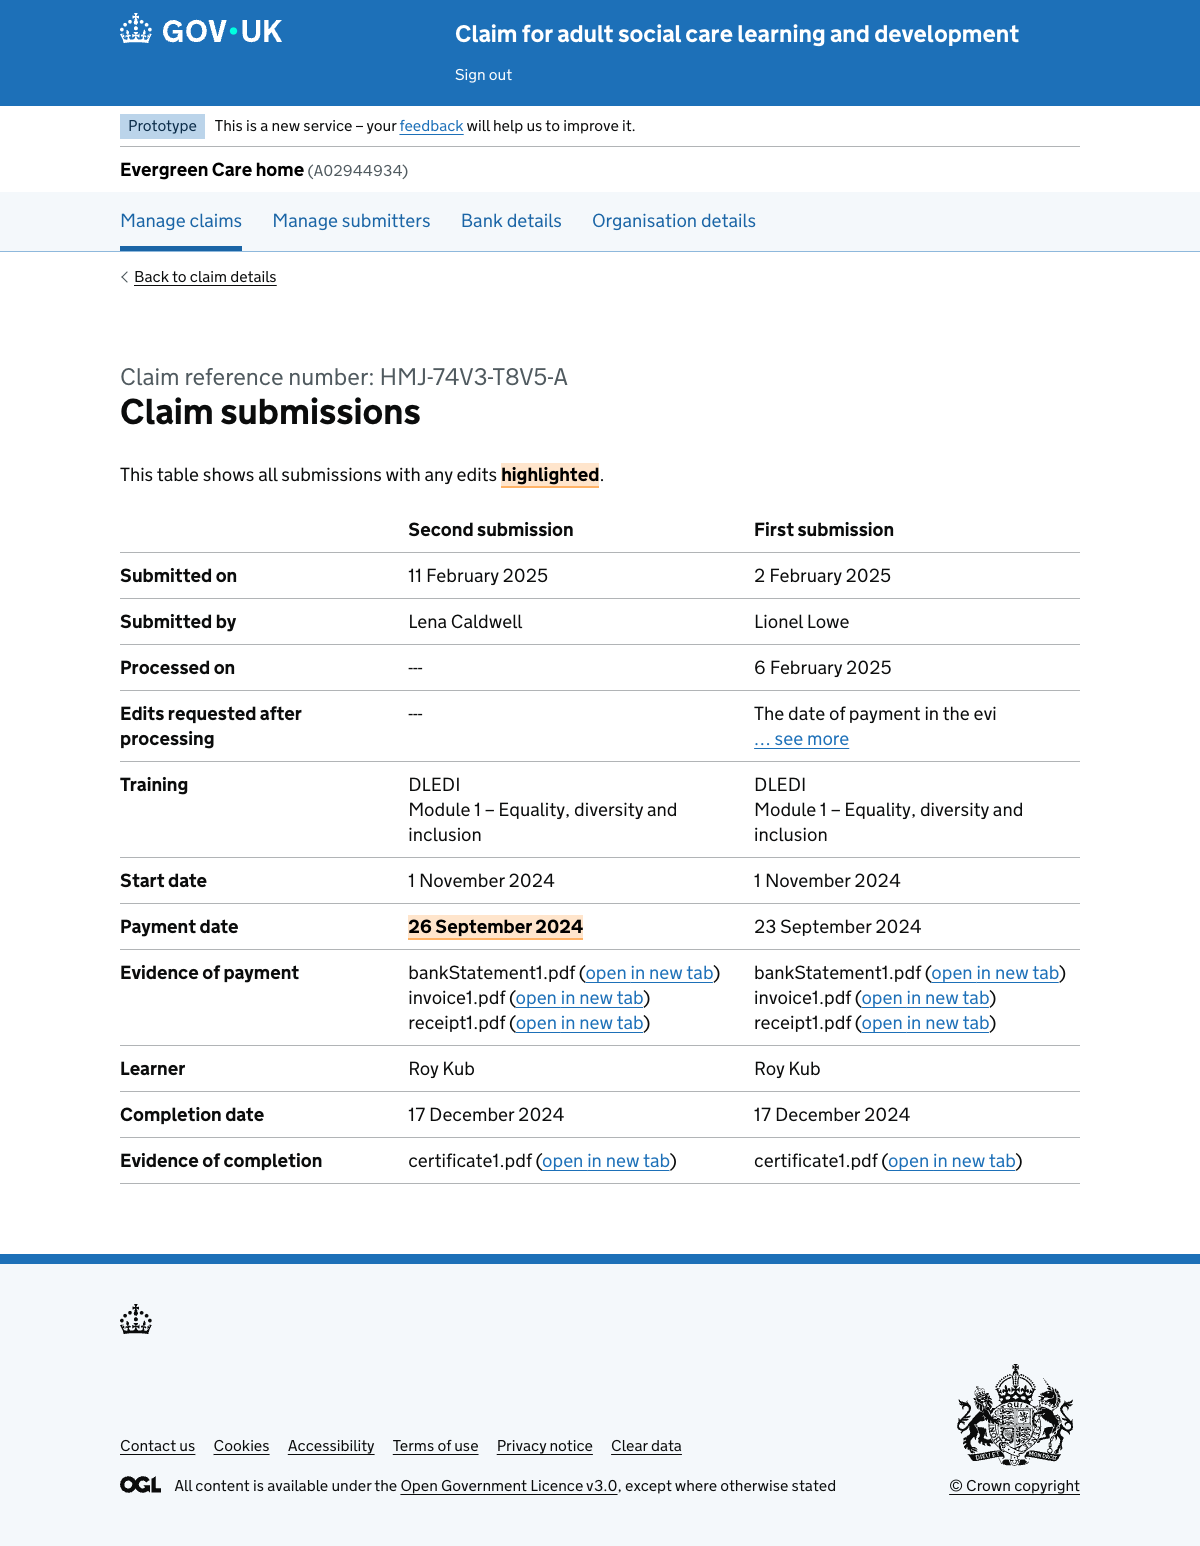 GOV·UK
Claim for adult social care learning and development
Sign out
Prototype This is a new service – your feedback will help us to improve it.
Evergreen Care home (A02944934)
Manage claims Manage submitters Bank details Organisation details
Back to claim details
Claim reference number: HMJ-74V3-T8V5-A
Claim submissions
This table shows all submissions with any edits highlighted.
Second submission First submission
Submitted on 11 February 2025 2 February 2025
Submitted by Lena Caldwell Lionel Lowe
Processed on --- 6 February 2025
Edits requested after processing --- The date of payment in the evi
… see more
Training DLEDI
Module 1 – Equality, diversity and
inclusion
DLEDI
Module 1 – Equality, diversity and
inclusion
Start date 1 November 2024 1 November 2024
Payment date 26 September 2024 23 September 2024
Evidence of payment bankStatement1.pdf (open in new tab) bankStatement1.pdf (open in new tab)
invoice1.pdf (open in new tab) invoice1.pdf (open in new tab)
receipt1.pdf (open in new tab) receipt1.pdf (open in new tab)
Learner Roy Kub Roy Kub
Completion date 17 December 2024 17 December 2024
Evidence of completion certificate1.pdf (open in new tab) certificate1.pdf (open in new tab)
Contact us Cookies Accessibility Terms of use Privacy notice Clear data
OGL All content is available under the Open Government Licence v3.0, except where otherwise stated
© Crown copyright